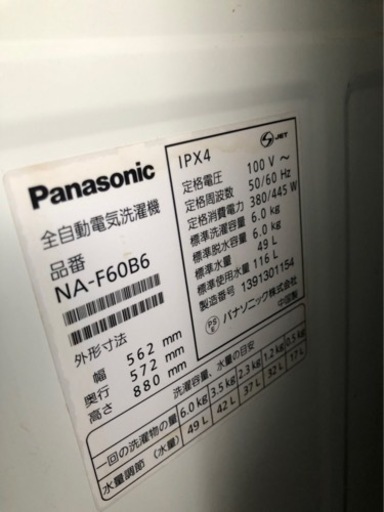 Panasonic
全自動電気洗濯機
品番
NA-F60B6
外形寸法
幅 562 mm
奥行 572 mm
高さ 880 mm
IPX4
JET
定格電圧 100 V ～
定格周波数 50/60 Hz
定格消費電力 380/445 W
標準洗濯容量 6.0 kg
標準脱水容量 6.0 kg
標準水量 49 L
標準使用水量 116 L
製造番号 1391301154
PS E パナソニック株式会社
中国製
洗濯容量、水量の目安
一回の洗濯物の量 6.0 kg 3.5 kg 2.3 kg 1.2 kg 0.5 kg
水量調節（水量） 49 L 42 L 37 L 32 L 17 L